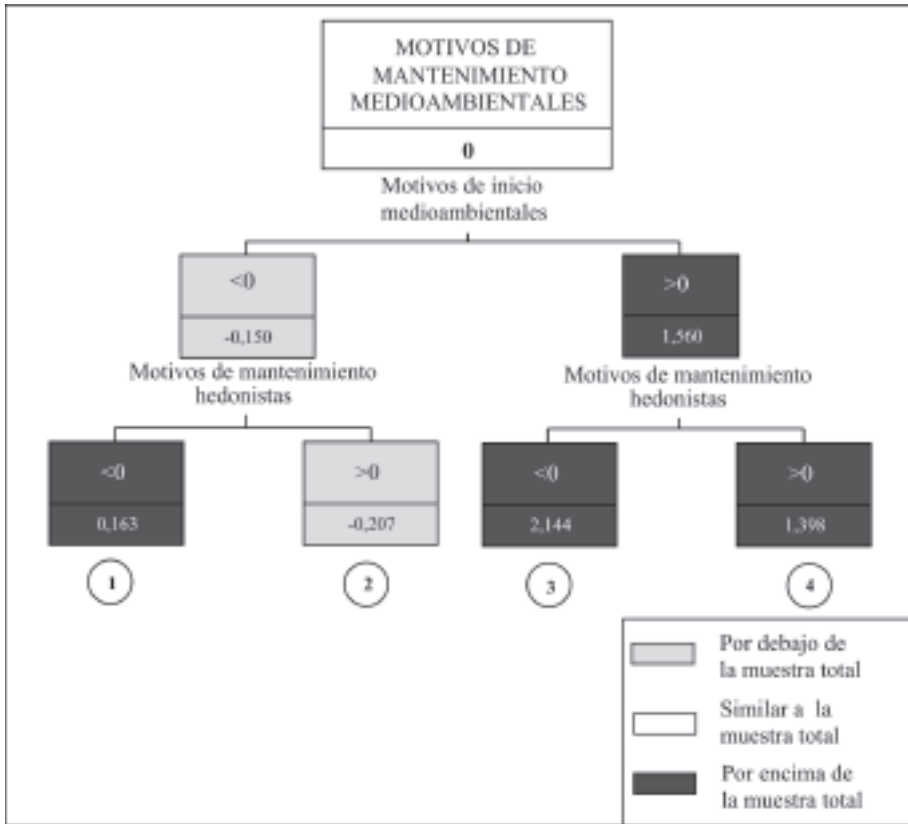 MOTIVOS DE
MANTENIMIENTO
MEDIOAMBIENTALES
0
Motivos de inicio
medioambientales
<0
-0,150
>0
1,560
Motivos de mantenimiento
hedonistas
Motivos de mantenimiento
hedonistas
<0
0,163
>0
-0,207
<0
2,144
>0
1,398
1
2
3
4
Por debajo de
la muestra total
Similar a la
muestra total
Por encima de
la muestra total